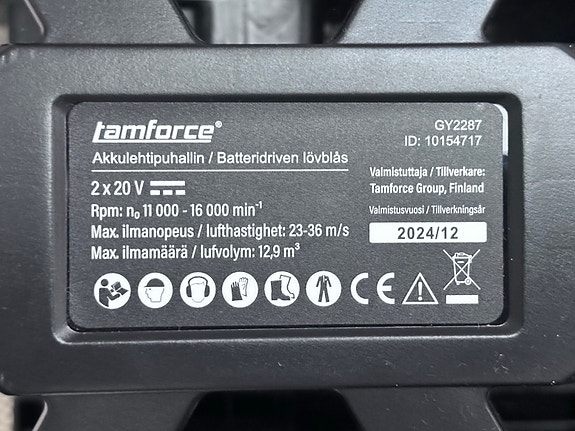 tamforce®
Akkulehtipuhallin / Batteridriven lövblås
2 x 20 V
Rpm: n₀ 11 000 - 16 000 min⁻¹
Max. ilmanopeus / lufthastighet: 23-36 m/s
Max. ilmamäärä / lufvolym: 12,9 m³
GY2287
ID: 10154717
Valmistuttaja / Tillverkare:
Tamforce Group, Finland
Valmistusvuosi / Tillverkningsår
2024/12
CE